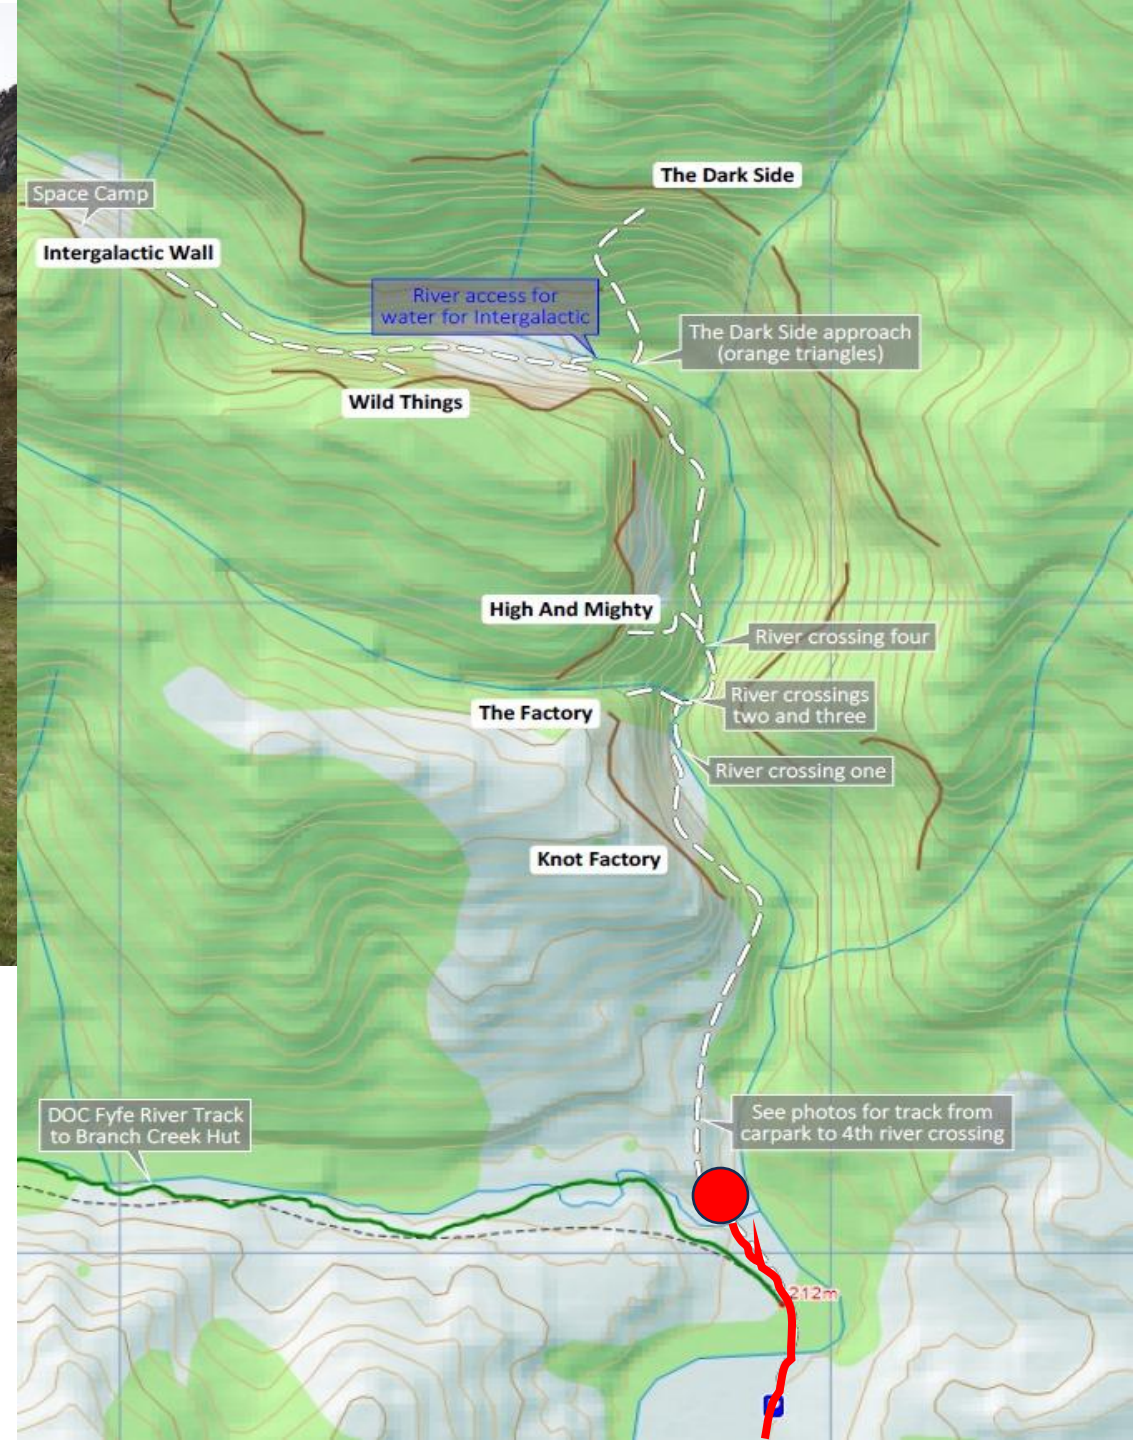 The Dark Side
Space Camp
Intergalactic Wall
River access for
water for Intergalactic
The Dark Side approach
(orange triangles)
Wild Things
High And Mighty
River crossing four
River crossings
two and three
The Factory
River crossing one
Knot Factory
See photos for track from
carpark to 4th river crossing
DOC Fyfe River Track
to Branch Creek Hut
212m